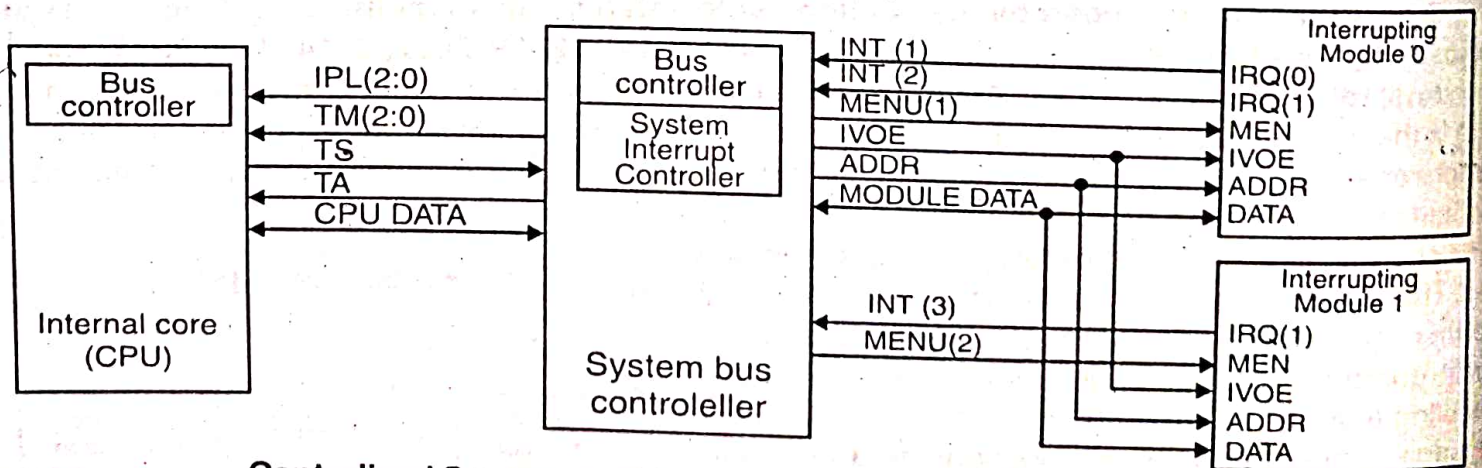 Bus
controller
Internal core
(CPU)
IPL(2:0)
TM(2:0)
TS
TA
CPU DATA
Bus
controller
System
Interrupt
Controller
System bus
controleller
INT (1)
INT (2)
MENU(1)
IVOE
ADDR
MODULE DATA
INT (3)
MENU(2)
Interrupting
Module 0
IRQ(0)
IRQ(1)
MEN
IVOE
ADDR
DATA
Interrupting
Module 1
IRQ(1)
MEN
IVOE
ADDR
DATA